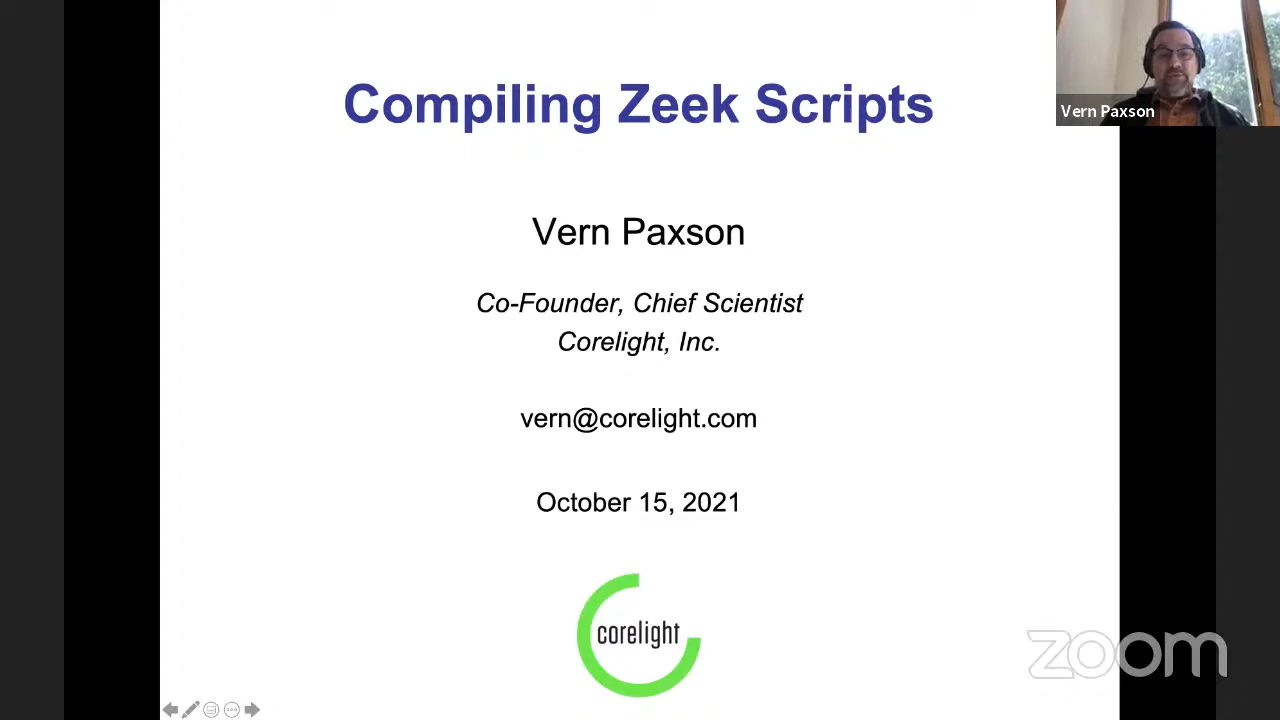 Compiling Zeek Scripts
Vern Paxson
Vern Paxson
Co-Founder, Chief Scientist
Corelight, Inc.
vern@corelight.com
October 15, 2021
corelight
zoom